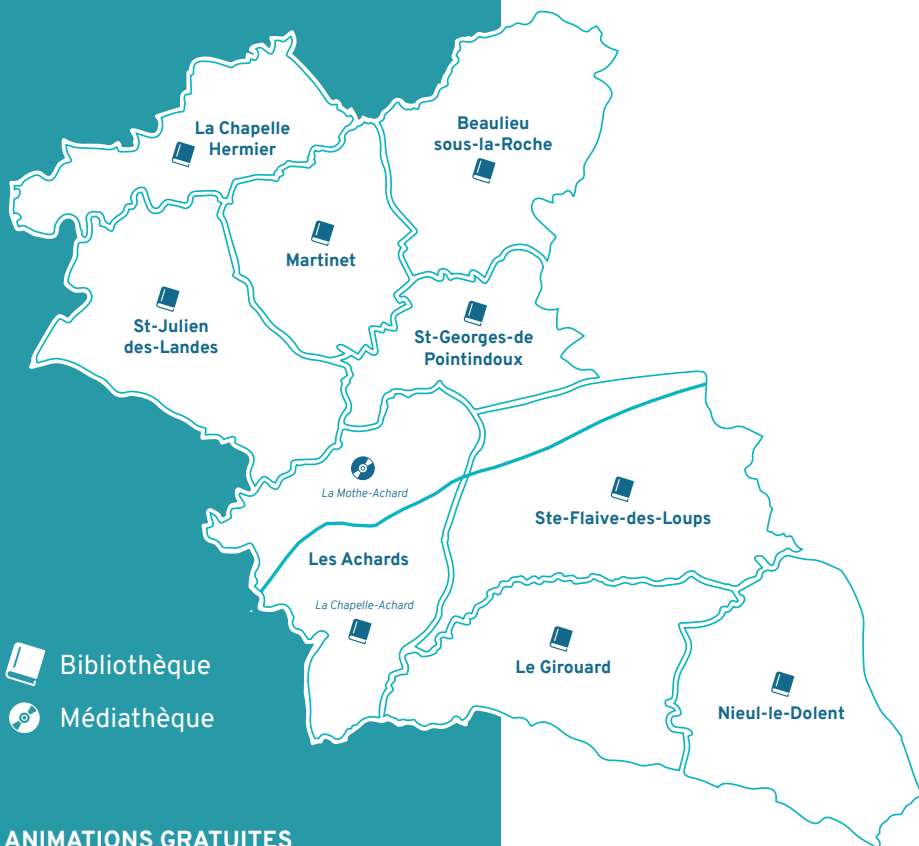 La Chapelle
Hermier
Beaulieu
sous-la-Roche
Martinet
St-Julien
des-Landes
St-Georges-de
Pointindoux
La Mothe-Achard
Ste-Flaive-des-Loups
Les Achards
La Chapelle-Achard
Le Girouard
Nieul-le-Dolent
Bibliothèque
Médiathèque
ANIMATIONS GRATUITES